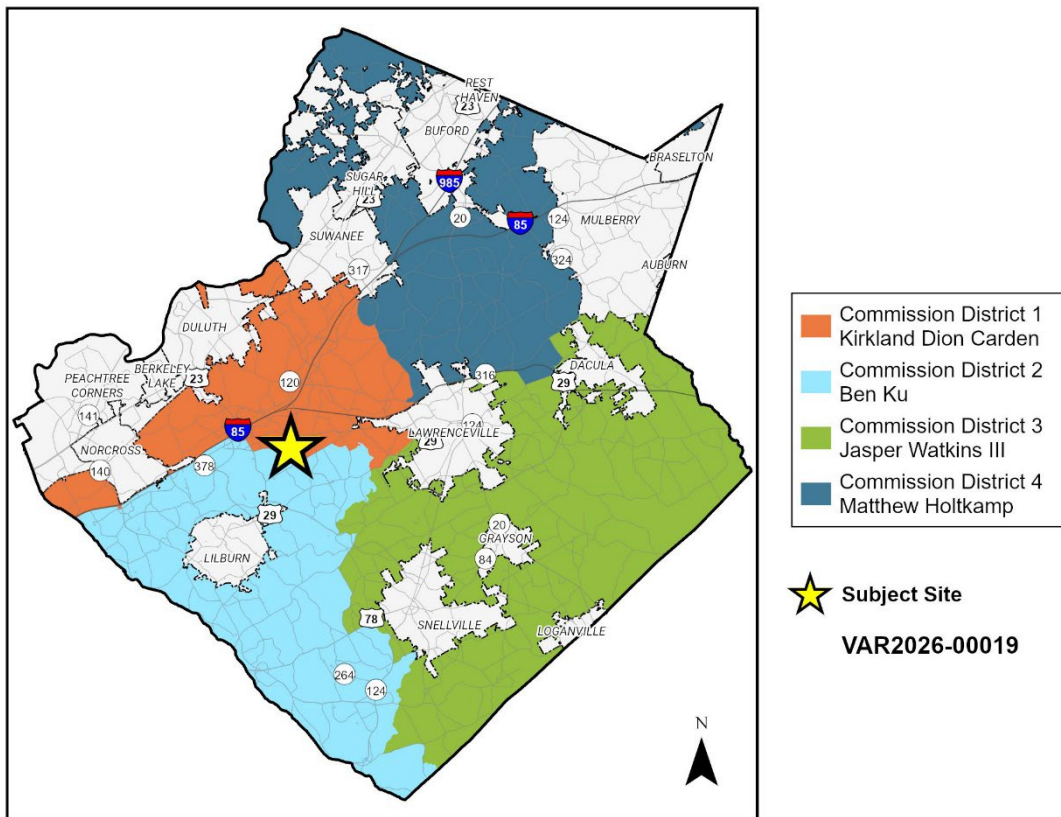 REST
HAVEN
23
BUFORD
BRASELTON
SUGAR
HILL
23
985
20
85
124
MULBERRY
SUWANEE
317
324
AUBURN
DULUTH
BERKELEY
LAKE
23
PEACHTREE
CORNERS
141
120
316
DACULA
29
NORCROSS
85
124
LAWRENCEVILLE
29
140
378
29
LILBURN
20
GRAYSON
84
78
SNELLVILLE
LOGANVILLE
264
124
N
Commission District 1
Kirkland Dion Carden
Commission District 2
Ben Ku
Commission District 3
Jasper Watkins III
Commission District 4
Matthew Holtkamp
Subject Site
VAR2026-00019